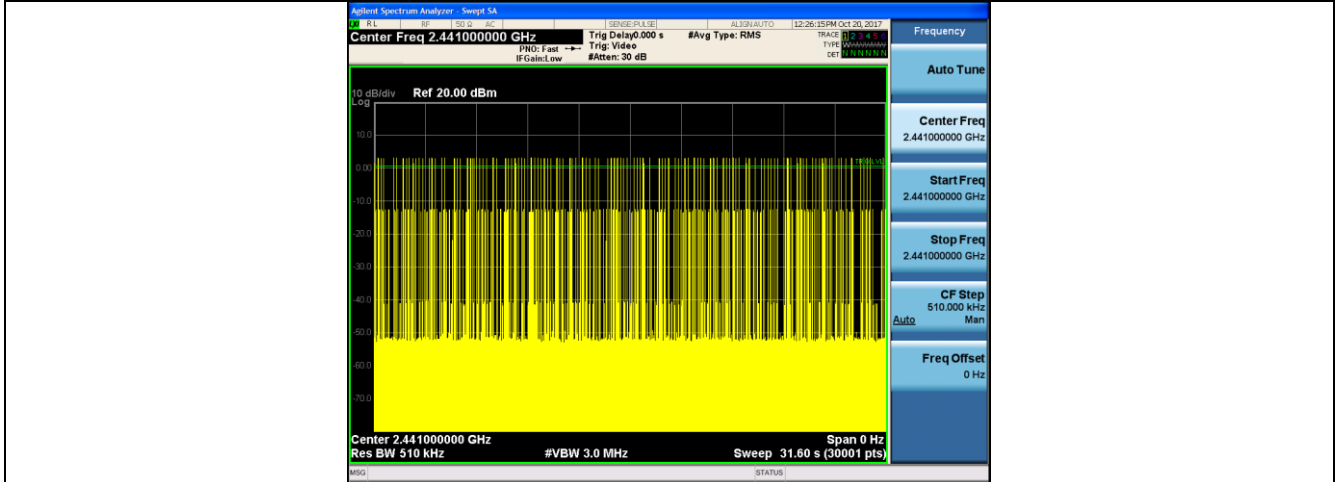 Agilent Spectrum Analyzer - Swept SA
RL RF 50 Ω AC SENSE:PULSE ALIGN AUTO 12:26:15 PM Oct 20, 2017
Center Freq 2.441000000 GHz Trig Delay0.000 s #Avg Type: RMS TRACE 1 2 3 4 5 6
PNO: Fast Trig: Video TYPE
IFGain:Low #Atten: 30 dB DET N N N N N N
10 dB/div Ref 20.00 dBm
Log
10.0
0.00
-10.0
-20.0
-30.0
-40.0
-50.0
-60.0
-70.0
Center 2.441000000 GHz Span 0 Hz
Res BW 510 kHz #VBW 3.0 MHz Sweep 31.60 s (30001 pts)
MSG STATUS
Frequency
Auto Tune
Center Freq
2.441000000 GHz
Start Freq
2.441000000 GHz
Stop Freq
2.441000000 GHz
CF Step
510.000 kHz
Auto Man
Freq Offset
0 Hz